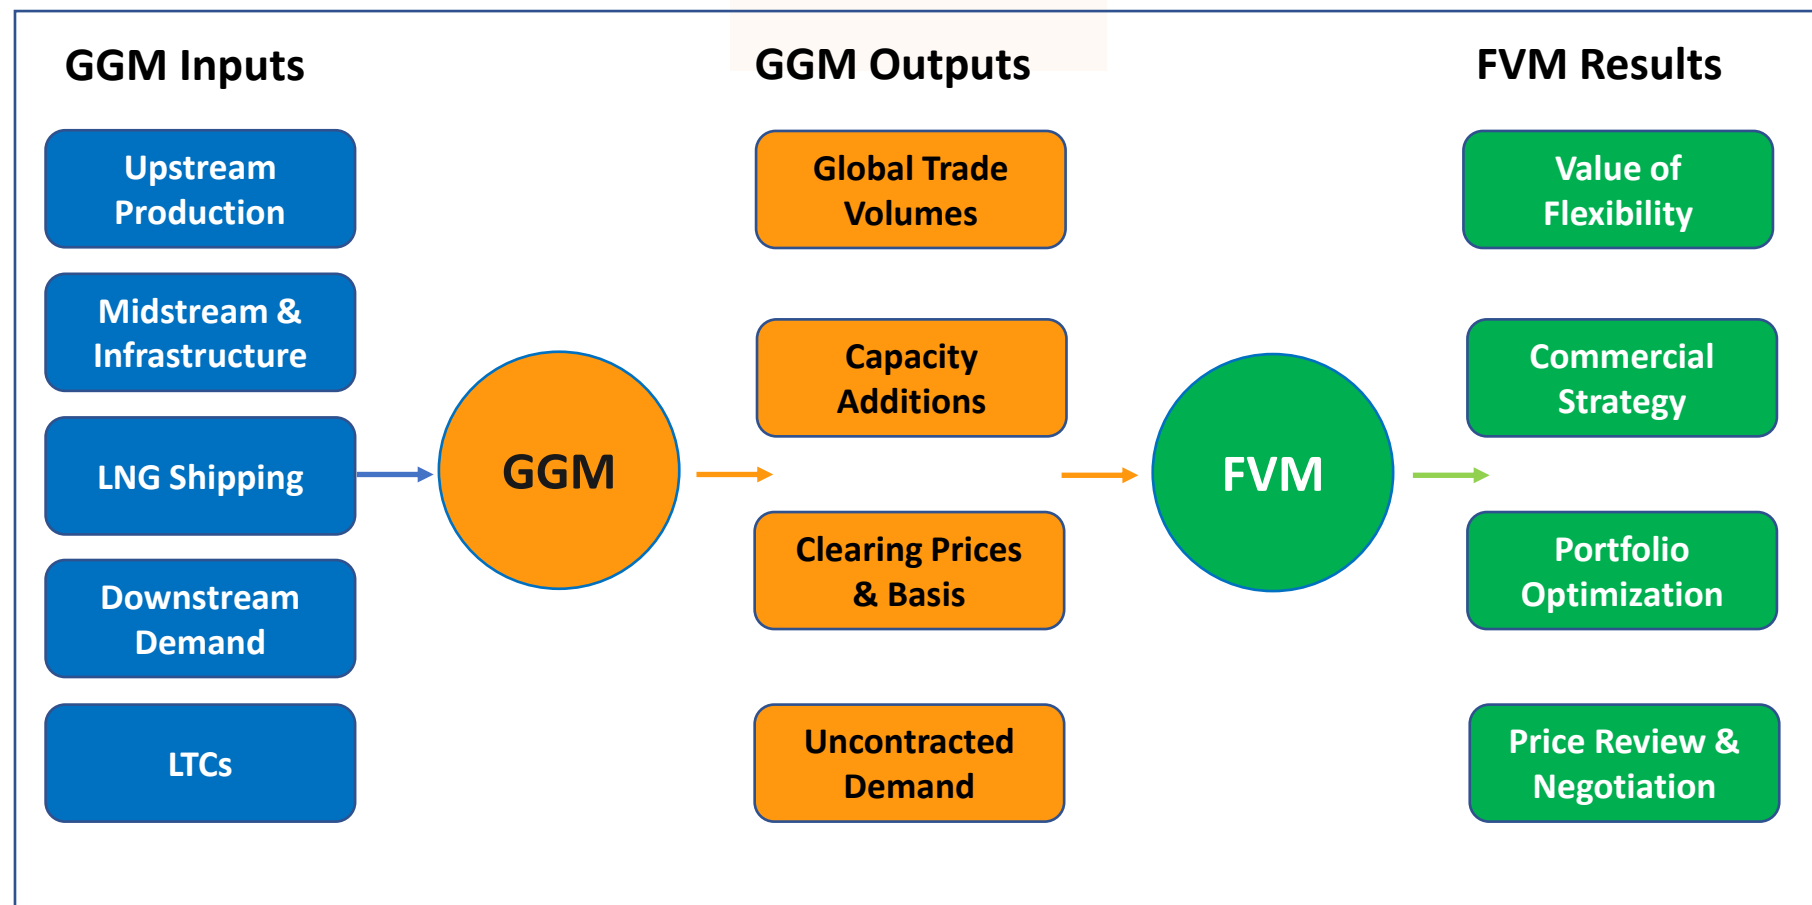 GGM Inputs
Upstream
Production
Midstream &
Infrastructure
LNG Shipping
Downstream
Demand
LTCs
GGM
GGM Outputs
Global Trade
Volumes
Capacity
Additions
Clearing Prices
& Basis
Uncontracted
Demand
FVM
FVM Results
Value of
Flexibility
Commercial
Strategy
Portfolio
Optimization
Price Review &
Negotiation